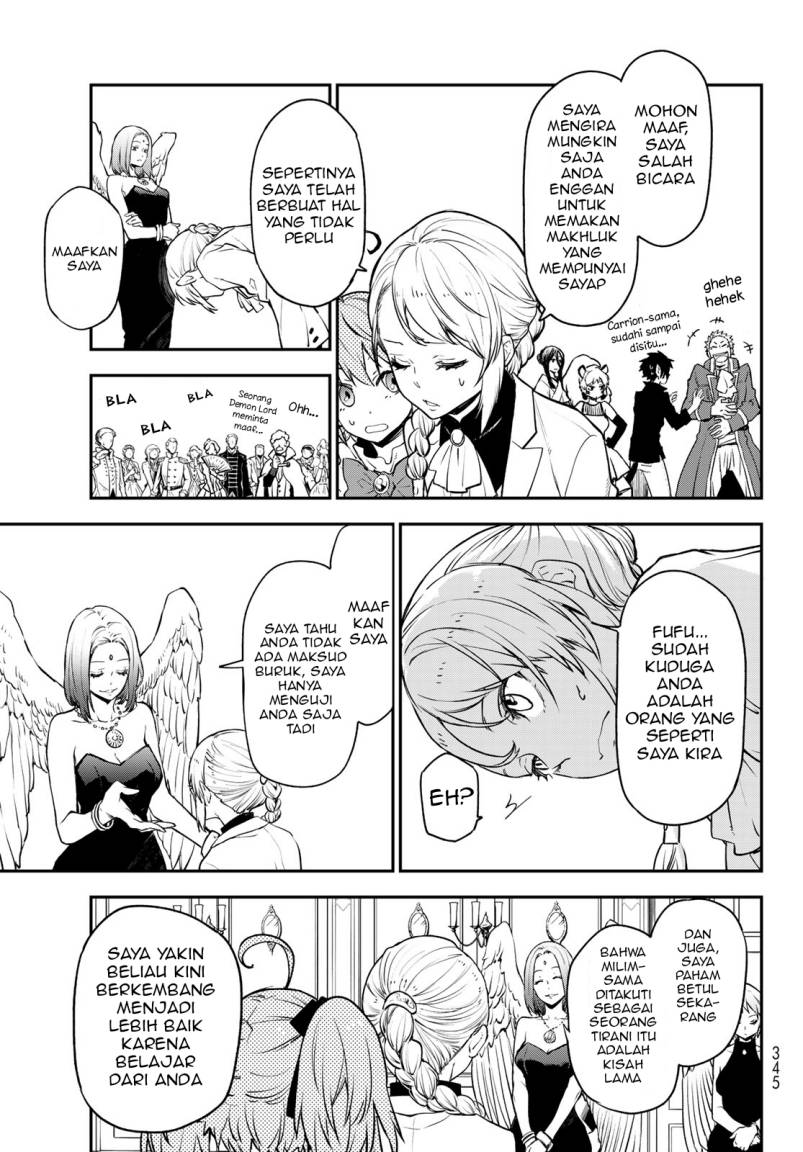 MOHON
MAAF,
SAYA
SALAH
BICARA
SAYA
MENGIRA
MUNGKIN
SAJA
ANDA
ENGGAN
UNTUK
MEMAKAN
MAKHLUK
YANG
MEMPUNYAI
SAYAP
ghehe
hehek
Carrion-sama,
sudahi sampai
disitu...
SEPERTINYA
SAYA TELAH
BERBUAT HAL
YANG TIDAK
PERLU
MAAFKAN
SAYA
Ohh...
Seorang
Demon Lord
meminta
maaf...
BLA
BLA
BLA
FUFU...
SUDAH
KUDUGA
ANDA
ADALAH
ORANG YANG
SEPERTI
SAYA KIRA
EH?
MAAF
KAN
SAYA
SAYA TAHU
ANDA TIDAK
ADA MAKSUD
BURUK, SAYA
HANYA
MENGUJI
ANDA SAJA
TADI
DAN
JUGA,
SAYA
PAHAM
BETUL
SEKA-
RANG
BAHWA
MILIM-
SAMA
DITAKUTI
SEBAGAI
SEORANG
TIRANI ITU
ADALAH
KISAH
LAMA
SAYA YAKIN
BELIAU KINI
BERKEMBANG
MENJADI
LEBIH BAIK
KARENA
BELAJAR
DARI ANDA
345